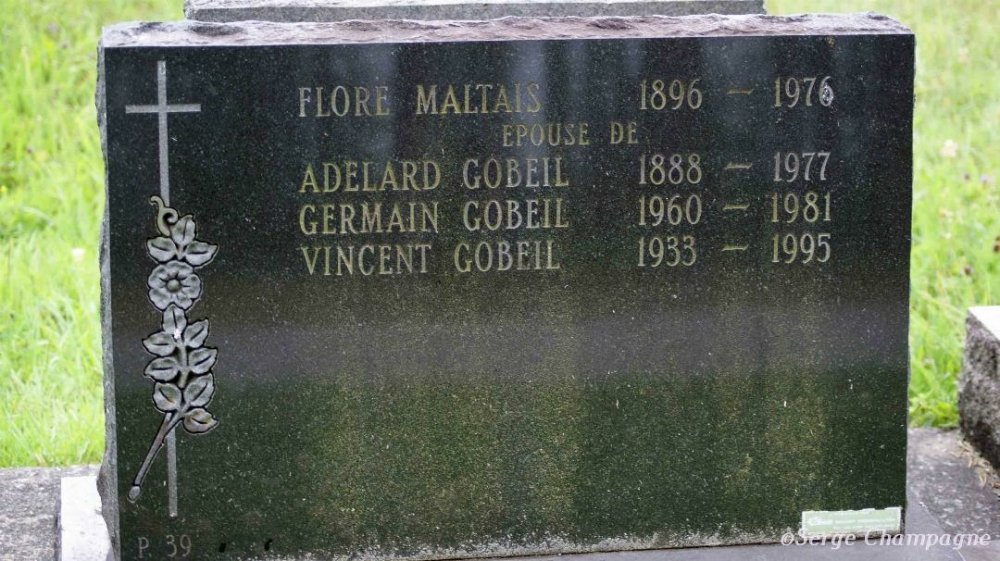 FLORE MALTAIS 1896 – 1976
EPOUSE DE
ADELARD GOBEIL 1888 – 1977
GERMAIN GOBEIL 1960 – 1981
VINCENT GOBEIL 1933 – 1995
P 39
©Serge Champagne